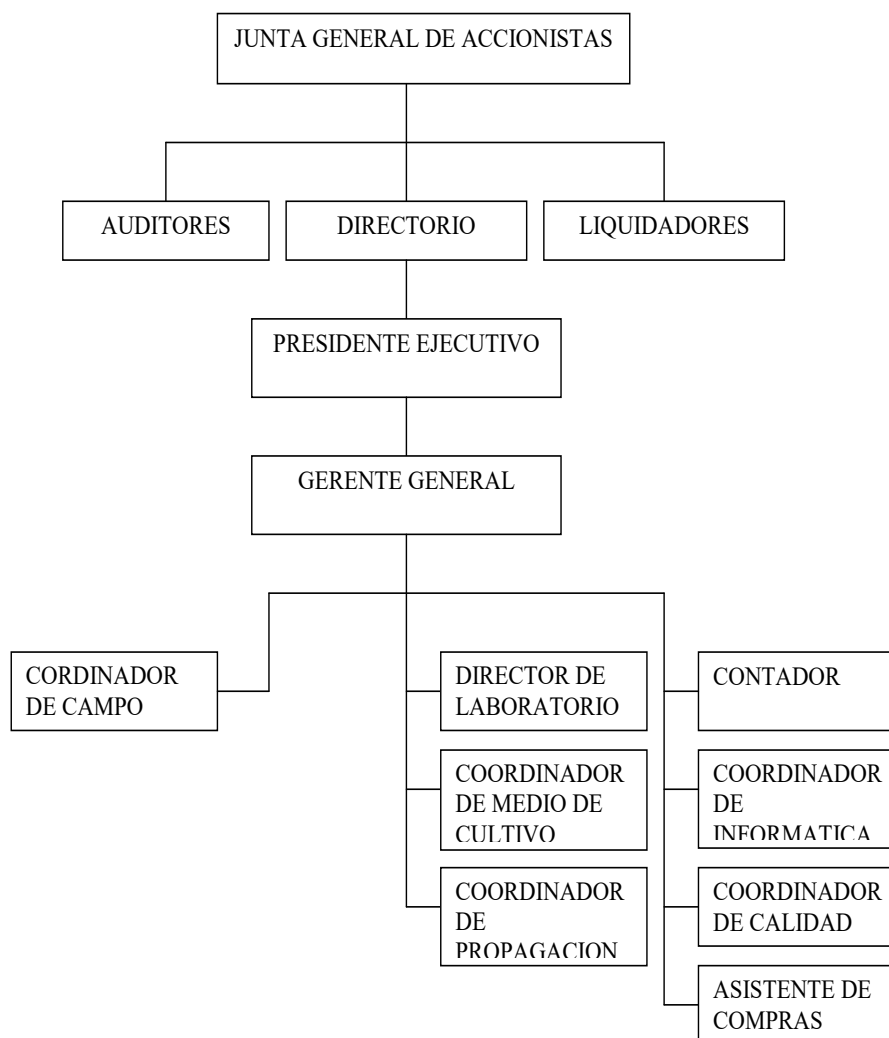 JUNTA GENERAL DE ACCIONISTAS
AUDITORES
DIRECTORIO
LIQUIDADORES
PRESIDENTE EJECUTIVO
GERENTE GENERAL
CORDINADOR
DE CAMPO
DIRECTOR DE
LABORATORIO
CONTADOR
COORDINADOR
DE MEDIO DE
CULTIVO
COORDINADOR
DE
INFORMATICA
COORDINADOR
DE
PROPAGACION
COORDINADOR
DE CALIDAD
ASISTENTE DE
COMPRAS